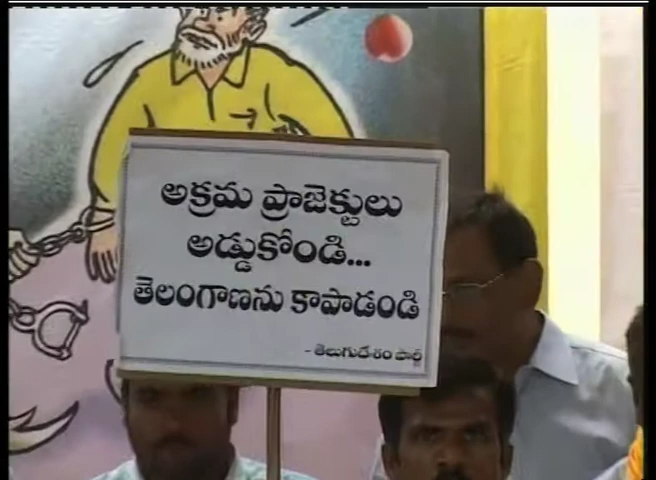 అక్రమ ప్రాజెక్టులు
అడ్డుకోండి...
తెలంగాణను కాపాడండి
- తెలుగుదేశం పార్టీ